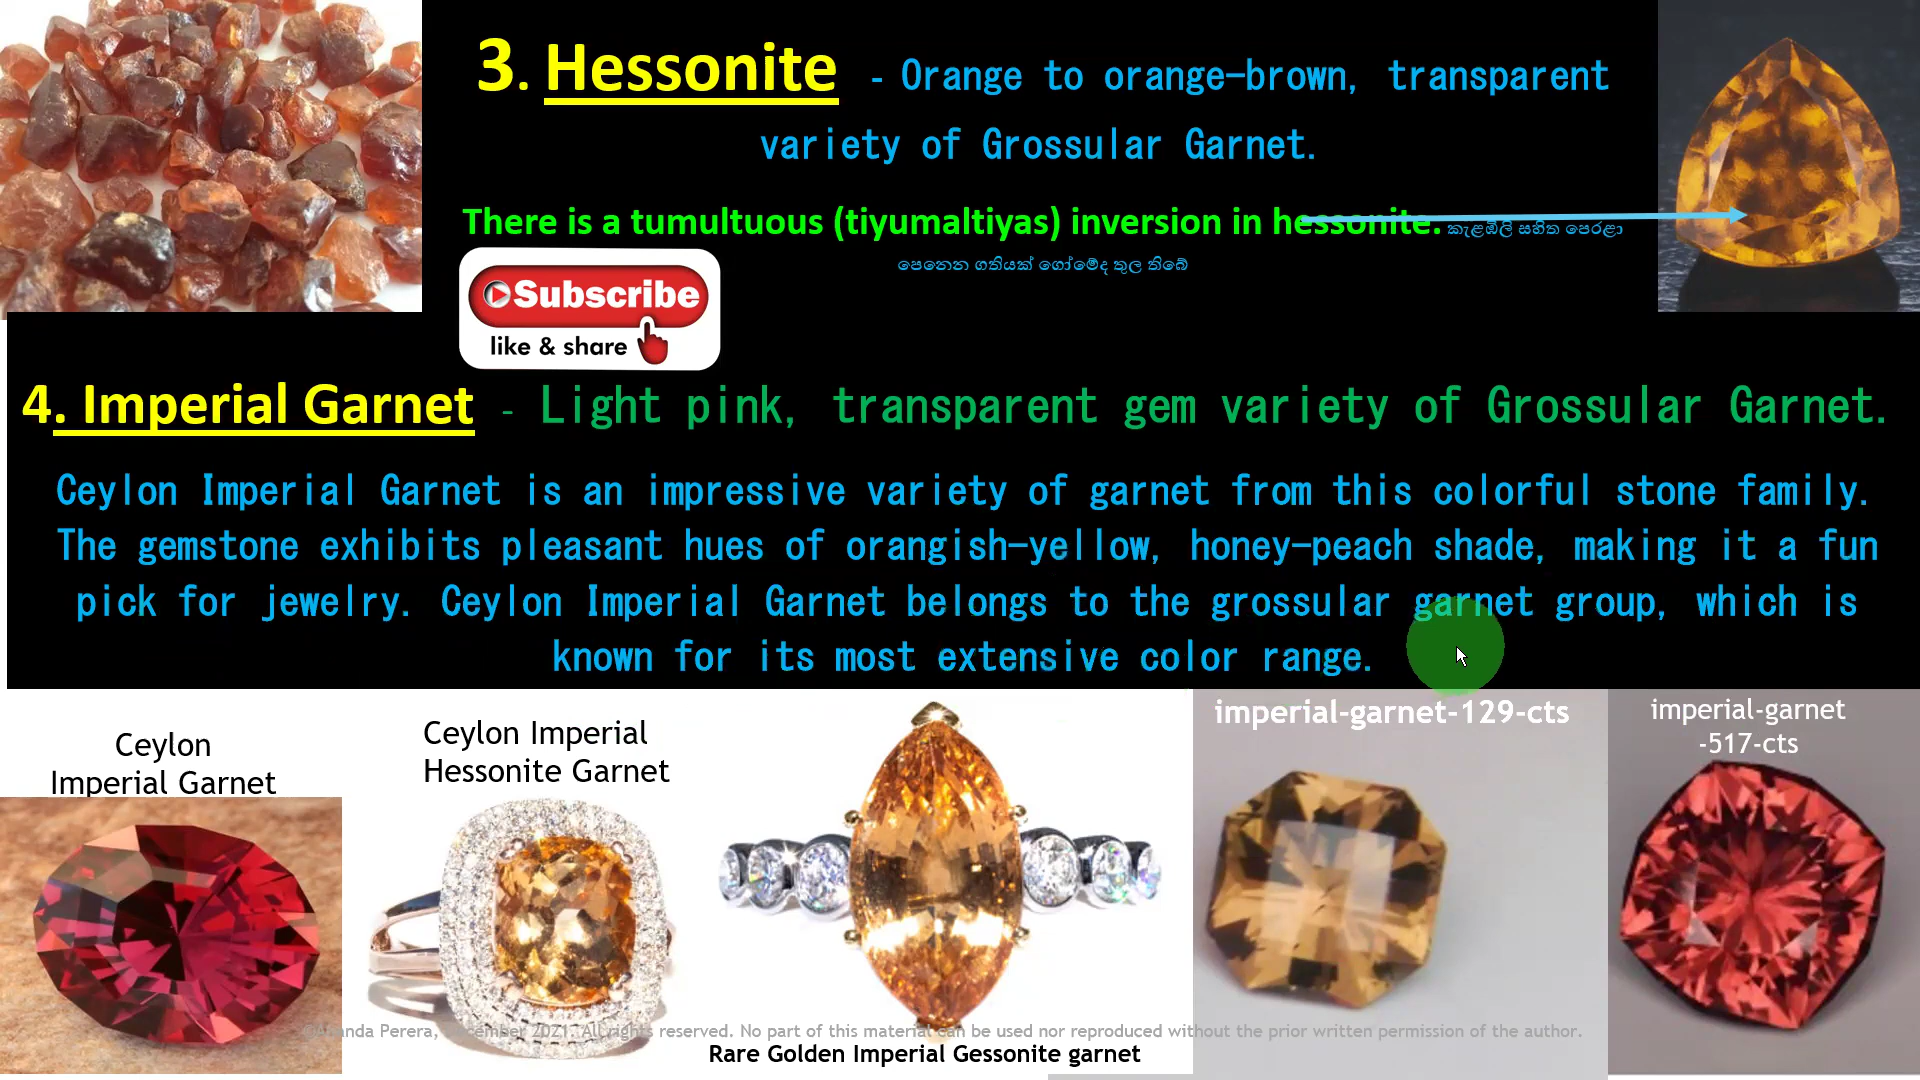 3. Hessonite - Orange to orange-brown, transparent
variety of Grossular Garnet.
There is a tumultuous (tiyumaltiyas) inversion in hessonite. කැළඹිලි සහිත පෙරළා
පෙනෙන ගතියක් ගෝමේද තුල තිබේ
Subscribe
like & share
4. Imperial Garnet - Light pink, transparent gem variety of Grossular Garnet.
Ceylon Imperial Garnet is an impressive variety of garnet from this colorful stone family.
The gemstone exhibits pleasant hues of orangish-yellow, honey-peach shade, making it a fun
pick for jewelry. Ceylon Imperial Garnet belongs to the grossular garnet group, which is
known for its most extensive color range.
Ceylon
Imperial Garnet
Ceylon Imperial
Hessonite Garnet
imperial-garnet-129-cts
imperial-garnet
-517-cts
Perera, 2021. All rights reserved. No part of this material can be used nor reproduced without the prior written permission of the author.
Rare Golden Imperial Gessonite garnet